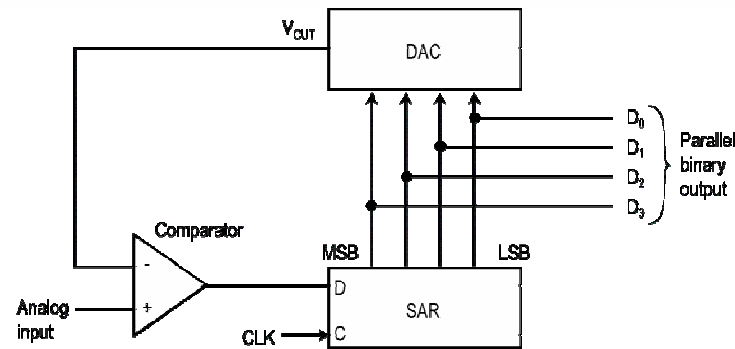 V_OUT
DAC
D₀
D₁
D₂
D₃
Parallel
binary
output
Comparator
MSB
LSB
-
+
Analog
input
D
SAR
CLK
C